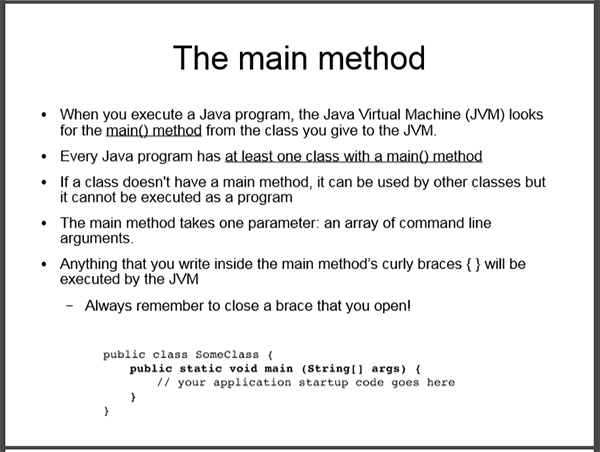 The main method
• When you execute a Java program, the Java Virtual Machine (JVM) looks
for the main() method from the class you give to the JVM.
• Every Java program has at least one class with a main() method
• If a class doesn't have a main method, it can be used by other classes but
it cannot be executed as a program
• The main method takes one parameter: an array of command line
arguments.
• Anything that you write inside the main method’s curly braces { } will be
executed by the JVM
– Always remember to close a brace that you open!
public class SomeClass {
public static void main (String[] args) {
// your application startup code goes here
}
}